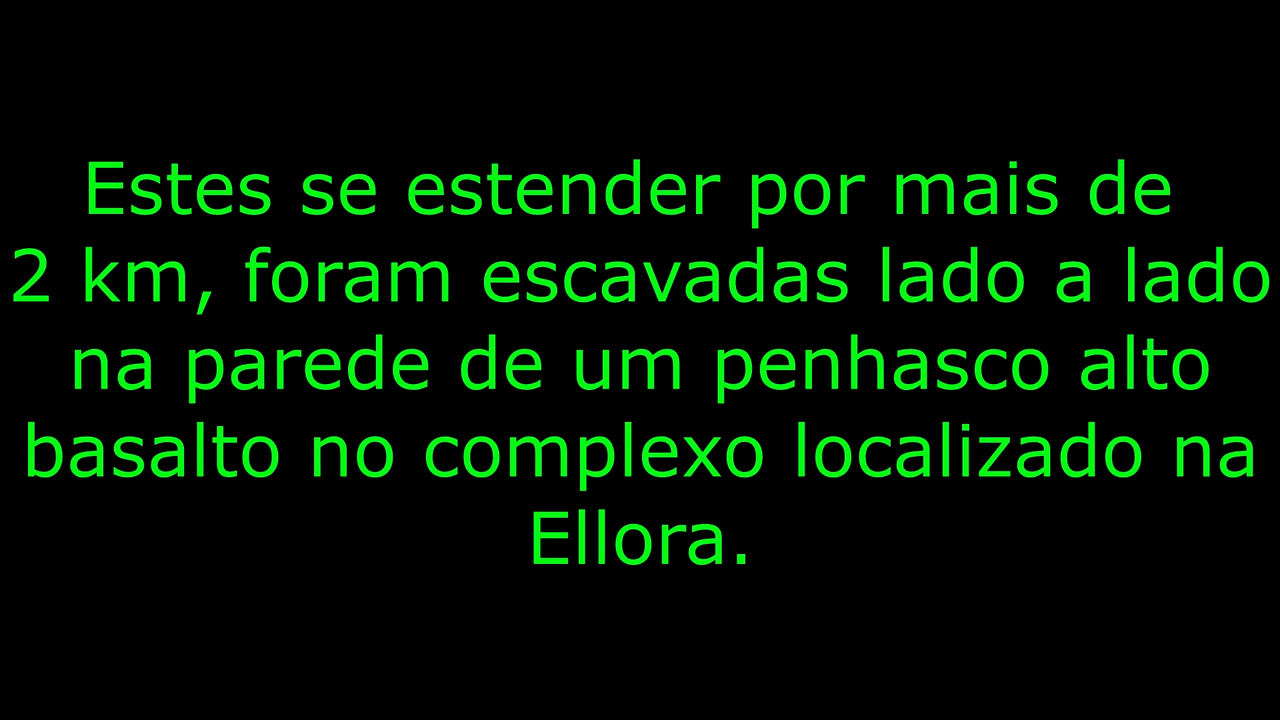 Estes se estender por mais de
2 km, foram escavadas lado a lado
na parede de um penhasco alto
basalto no complexo localizado na
Ellora.